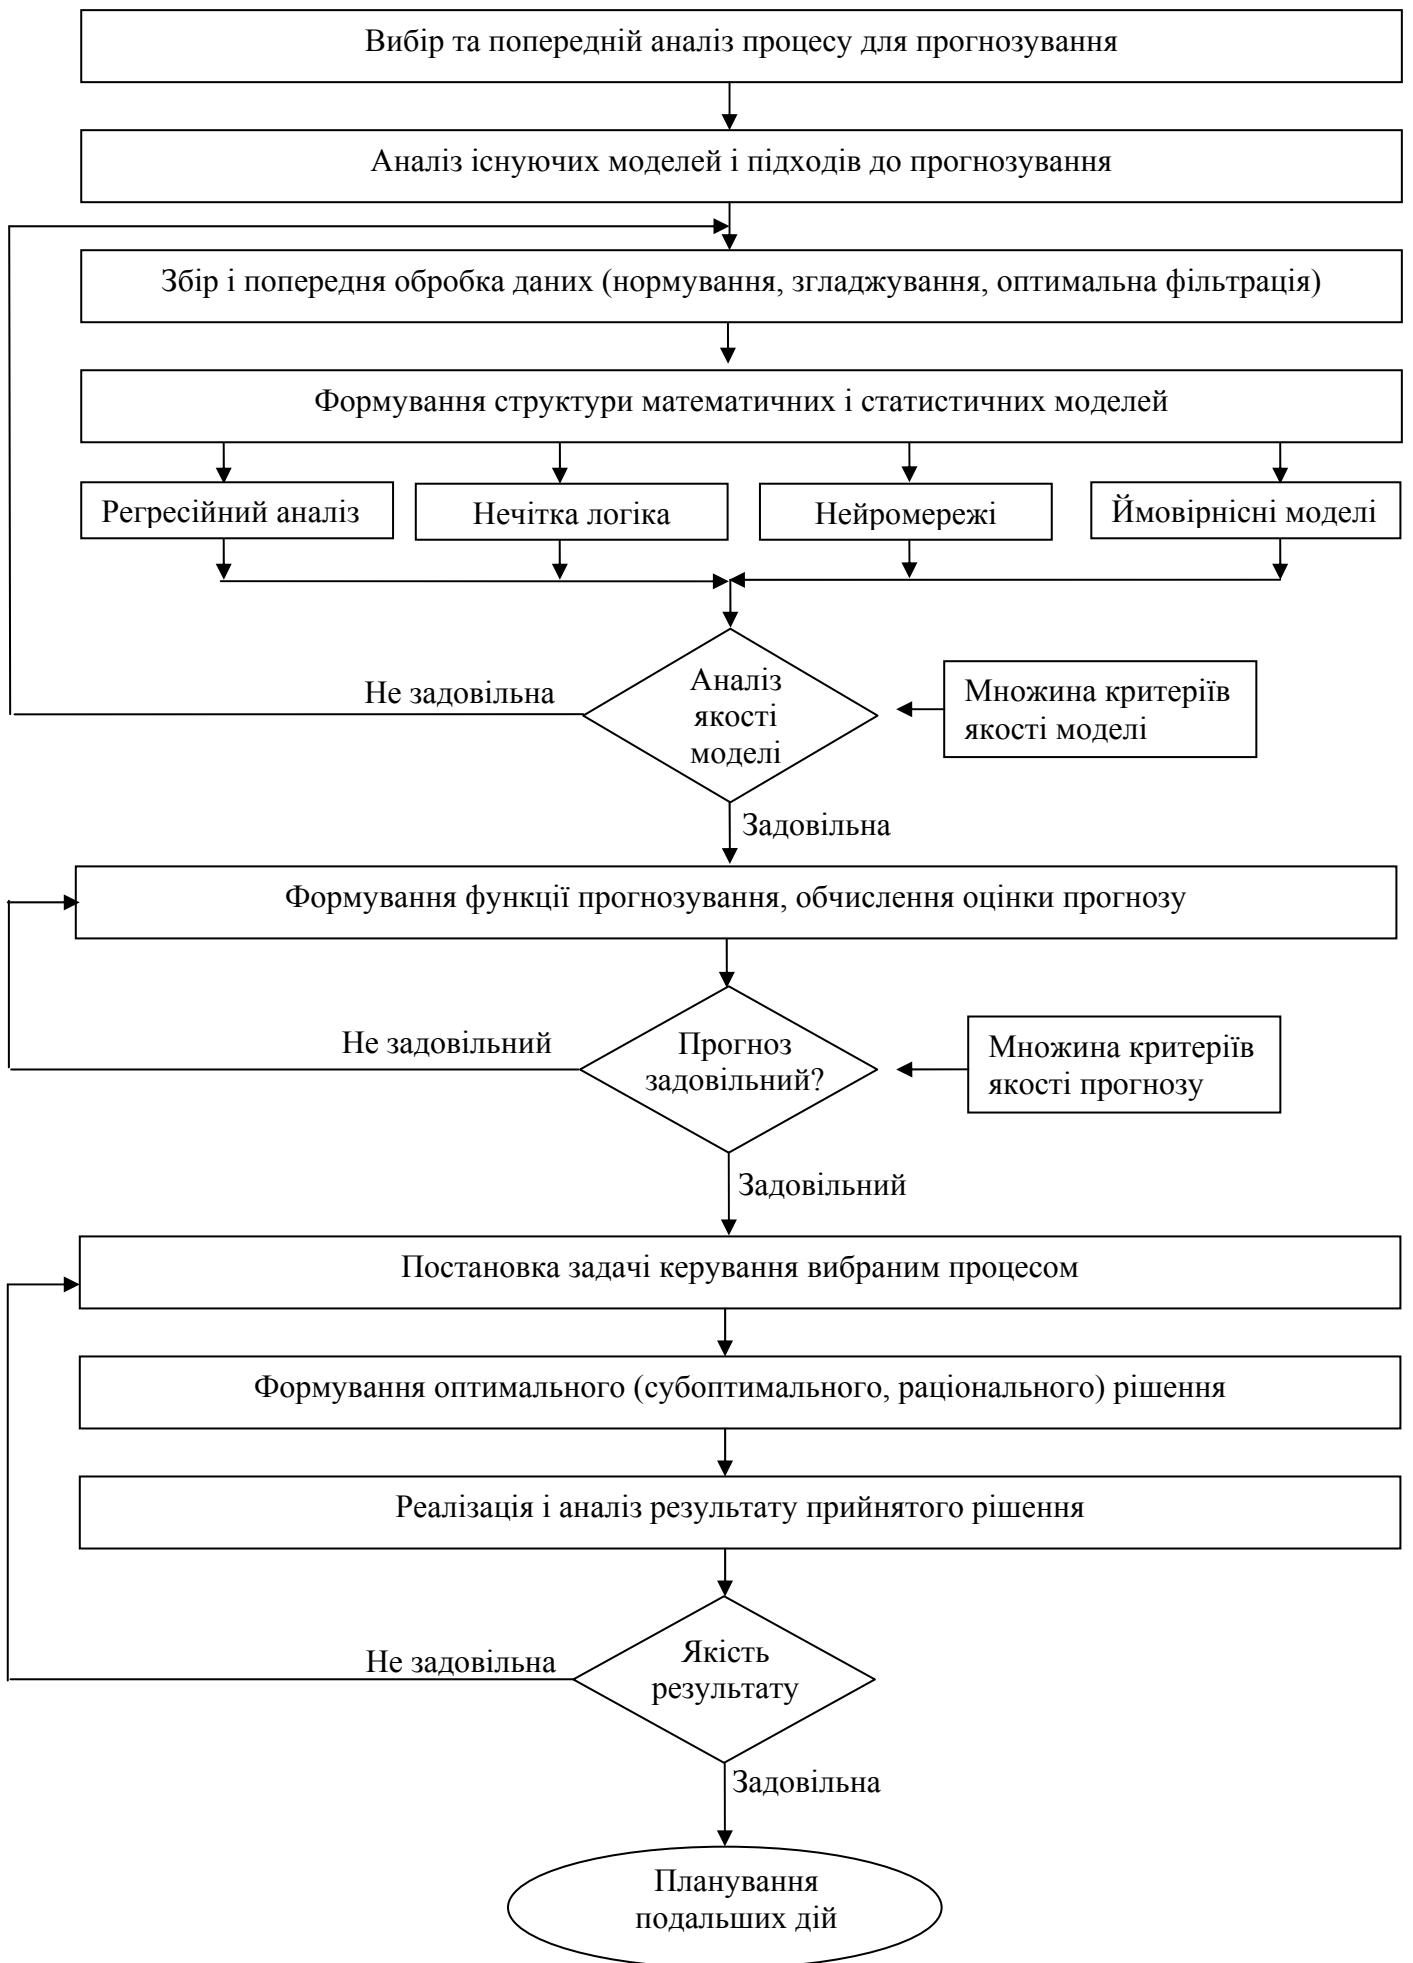 Вибір та попередній аналіз процесу для прогнозування
Аналіз існуючих моделей і підходів до прогнозування
Збір і попередня обробка даних (нормування, згладжування, оптимальна фільтрація)
Формування структури математичних і статистичних моделей
Регресійний аналіз
Нечітка логіка
Нейромережі
Ймовірнісні моделі
Не задовільна
Аналіз
якості
моделі
Множина критеріїв
якості моделі
Задовільна
Формування функції прогнозування, обчислення оцінки прогнозу
Не задовільний
Прогноз
задовільний?
Множина критеріїв
якості прогнозу
Задовільний
Постановка задачі керування вибраним процесом
Формування оптимального (субоптимального, раціонального) рішення
Реалізація і аналіз результату прийнятого рішення
Не задовільна
Якість
результату
Задовільна
Планування
подальших дій